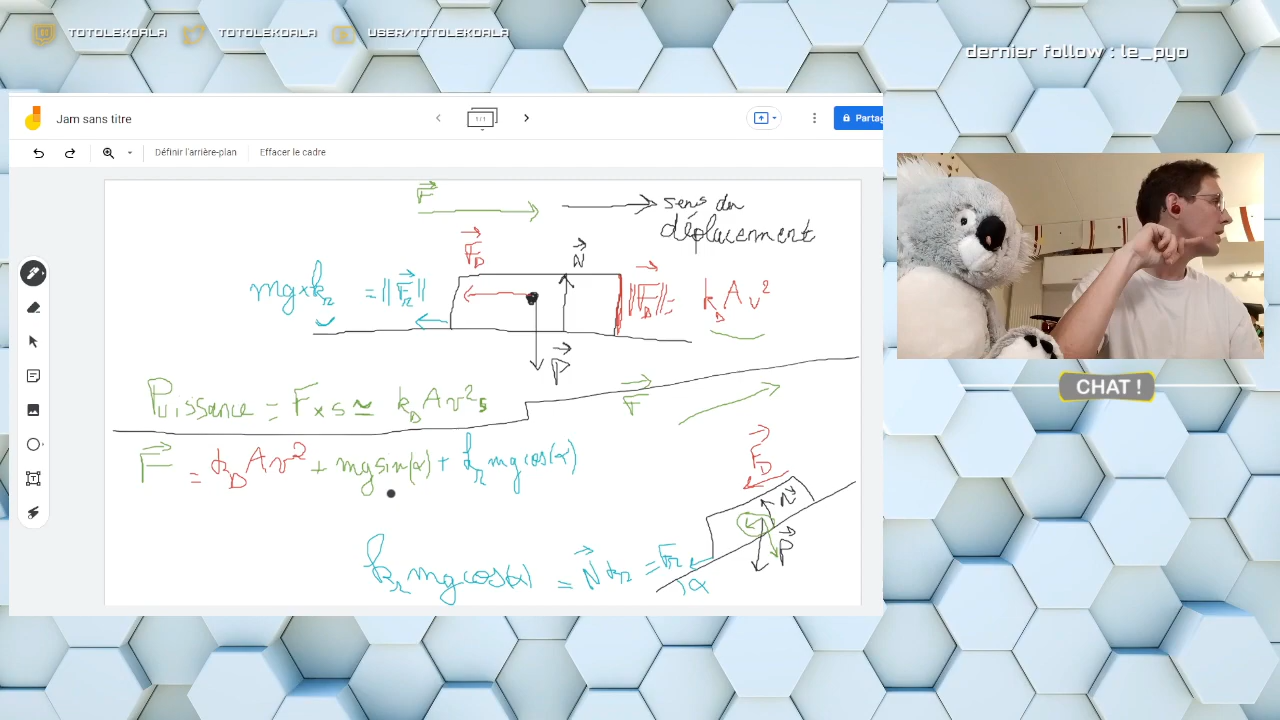 TOTOLEKOALA TOTOLEKOALA USER/TOTOLEKOALA
dernier follow : le_pyo
Jam sans titre
1/1
Partag
Définir l'arrière-plan Effacer le cadre
F
sens du
déplacement
F_D
N
mg × k_r = ||F_r||
||F_D|| = k_D A v²
P
CHAT !
Puissance = F × s ≃ k_D A v² s
F
F = k_D A v² + mg sin(α) + k_r mg cos(α)
F_D
N
P
k_r mg cos(α) = N k_r = F_r
α